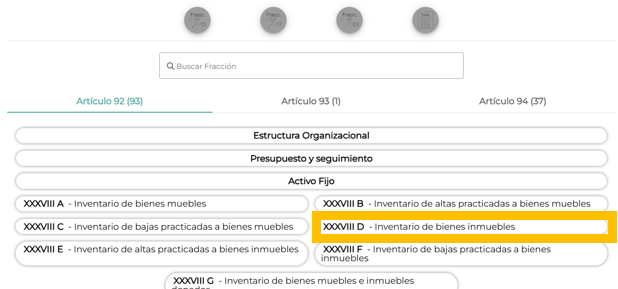 Buscar Fracción
Artículo 92 (93)
Artículo 93 (1)
Artículo 94 (37)
Estructura Organizacional
Presupuesto y seguimiento
Activo Fijo
XXXVIII A - Inventario de bienes muebles
XXXVIII B - Inventario de altas practicadas a bienes muebles
XXXVIII C - Inventario de bajas practicadas a bienes muebles
XXXVIII D - Inventario de bienes inmuebles
XXXVIII E - Inventario de altas practicadas a bienes inmuebles
XXXVIII F - Inventario de bajas practicadas a bienes
inmuebles
XXXVIII G - Inventario de bienes muebles e inmuebles